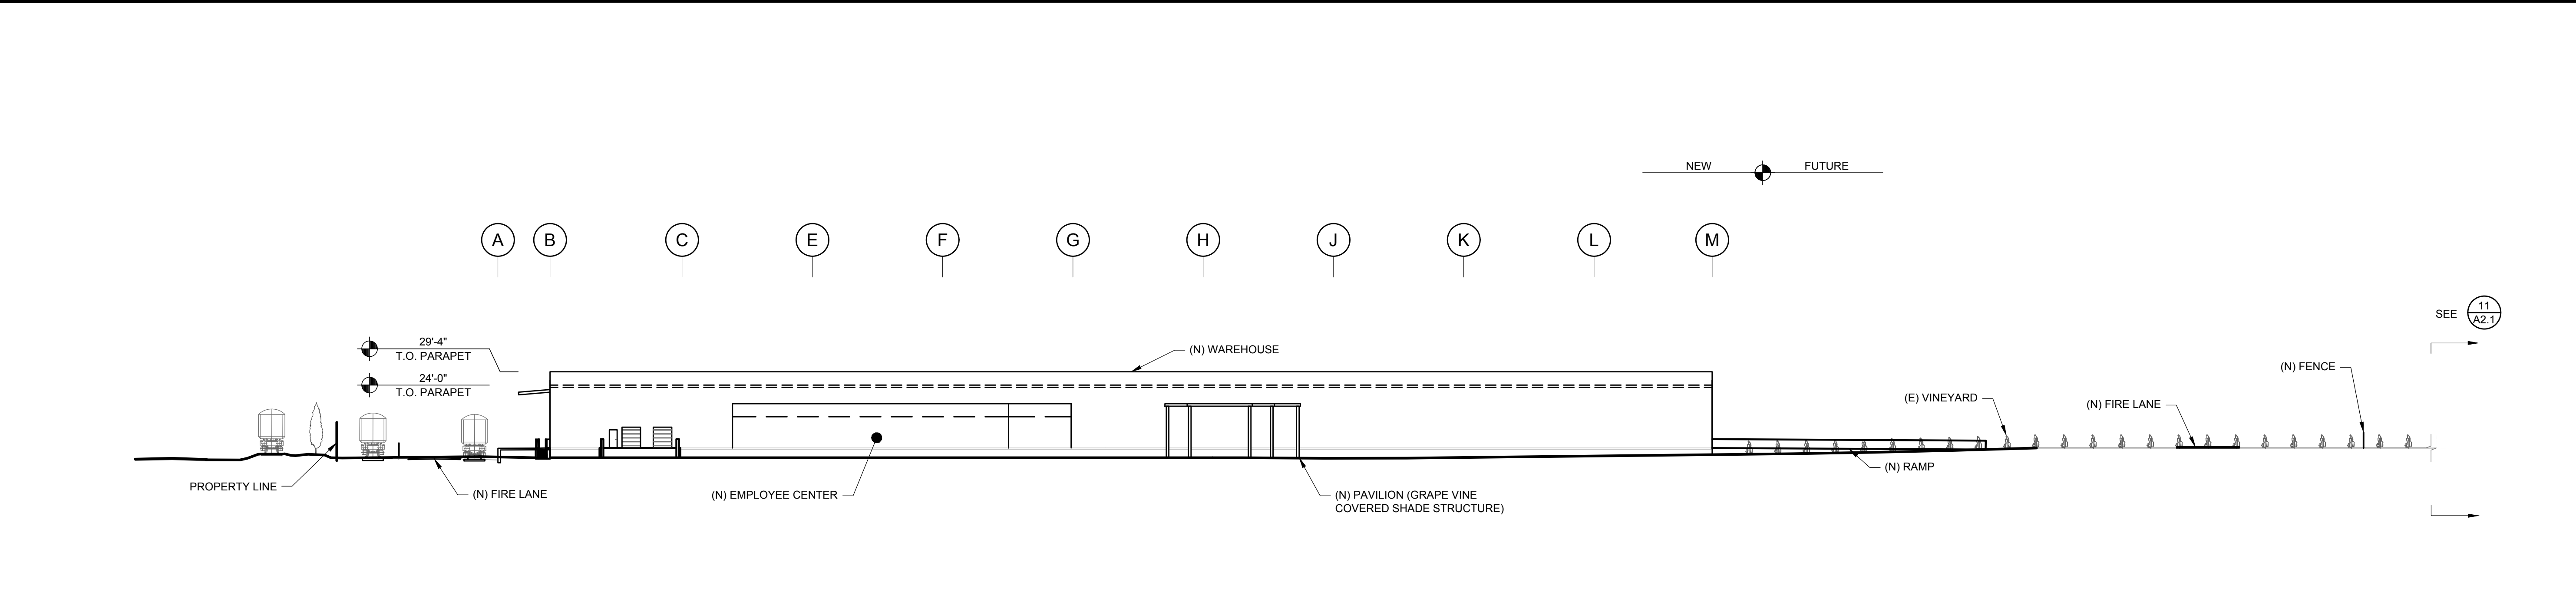 NEW FUTURE
A B C E F G H J K L M
11
SEE A2.1
29'-4"
T.O. PARAPET
(N) WAREHOUSE
24'-0"
T.O. PARAPET
(N) FENCE
(E) VINEYARD
(N) FIRE LANE
(N) RAMP
PROPERTY LINE
(N) FIRE LANE
(N) EMPLOYEE CENTER
(N) PAVILION (GRAPE VINE
COVERED SHADE STRUCTURE)